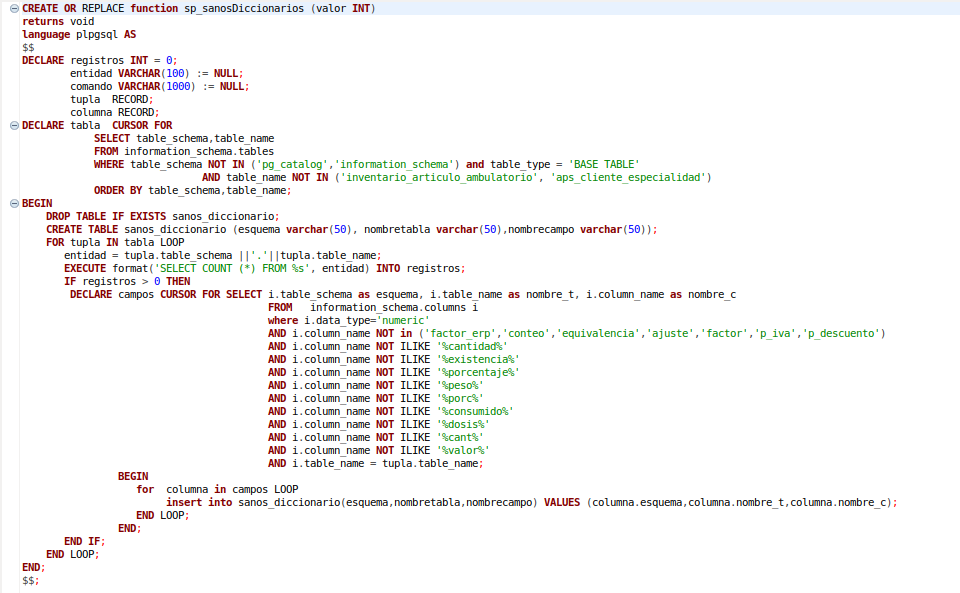 CREATE OR REPLACE function sp_sanosDiccionarios (valor INT)
returns void
language plpgsql AS
$$
DECLARE registros INT = 0;
entidad VARCHAR(100) := NULL;
comando VARCHAR(1000) := NULL;
tupla  RECORD;
columna RECORD;
DECLARE tabla  CURSOR FOR
SELECT table_schema,table_name
FROM information_schema.tables
WHERE table_schema NOT IN ('pg_catalog','information_schema') and table_type = 'BASE TABLE'
AND table_name NOT IN ('inventario_articulo_ambulatorio', 'aps_cliente_especialidad')
ORDER BY table_schema,table_name;
BEGIN
DROP TABLE IF EXISTS sanos_diccionario;
CREATE TABLE sanos_diccionario (esquema varchar(50), nombretabla varchar(50),nombrecampo varchar(50));
FOR tupla IN tabla LOOP
entidad = tupla.table_schema ||'.'||tupla.table_name;
EXECUTE format('SELECT COUNT (*) FROM %s', entidad) INTO registros;
IF registros > 0 THEN
DECLARE campos CURSOR FOR SELECT i.table_schema as esquema, i.table_name as nombre_t, i.column_name as nombre_c
FROM   information_schema.columns i
where i.data_type='numeric'
AND i.column_name NOT in ('factor_erp','conteo','equivalencia','ajuste','factor','p_iva','p_descuento')
AND i.column_name NOT ILIKE '%cantidad%'
AND i.column_name NOT ILIKE '%existencia%'
AND i.column_name NOT ILIKE '%porcentaje%'
AND i.column_name NOT ILIKE '%peso%'
AND i.column_name NOT ILIKE '%porc%'
AND i.column_name NOT ILIKE '%consumido%'
AND i.column_name NOT ILIKE '%dosis%'
AND i.column_name NOT ILIKE '%cant%'
AND i.column_name NOT ILIKE '%valor%'
AND i.table_name = tupla.table_name;
BEGIN
for  columna in campos LOOP
insert into sanos_diccionario(esquema,nombretabla,nombrecampo) VALUES (columna.esquema,columna.nombre_t,columna.nombre_c);
END LOOP;
END;
END IF;
END LOOP;
END;
$$;